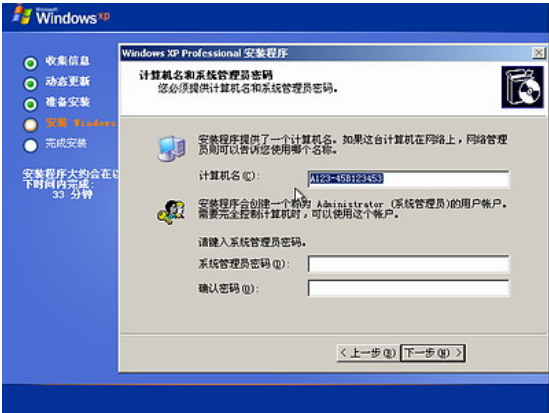 Microsoft
Windows xp
收集信息
动态更新
准备安装
安装 Windows
完成安装
安装程序大约会在以
下时间内完成:
33 分钟
Windows XP Professional 安装程序
计算机名和系统管理员密码
您必须提供计算机名和系统管理员密码。
安装程序提供了一个计算机名。如果这台计算机在网络上，网络管理
员则可以告诉您使用哪个名称。
计算机名(C):
A123-45B123453
安装程序会创建一个称为 Administrator (系统管理员)的用户帐户。
需要完全控制计算机时，可以使用这个帐户。
请键入系统管理员密码。
系统管理员密码(D):
确认密码(O):
< 上一步(B)
下一步(N) >